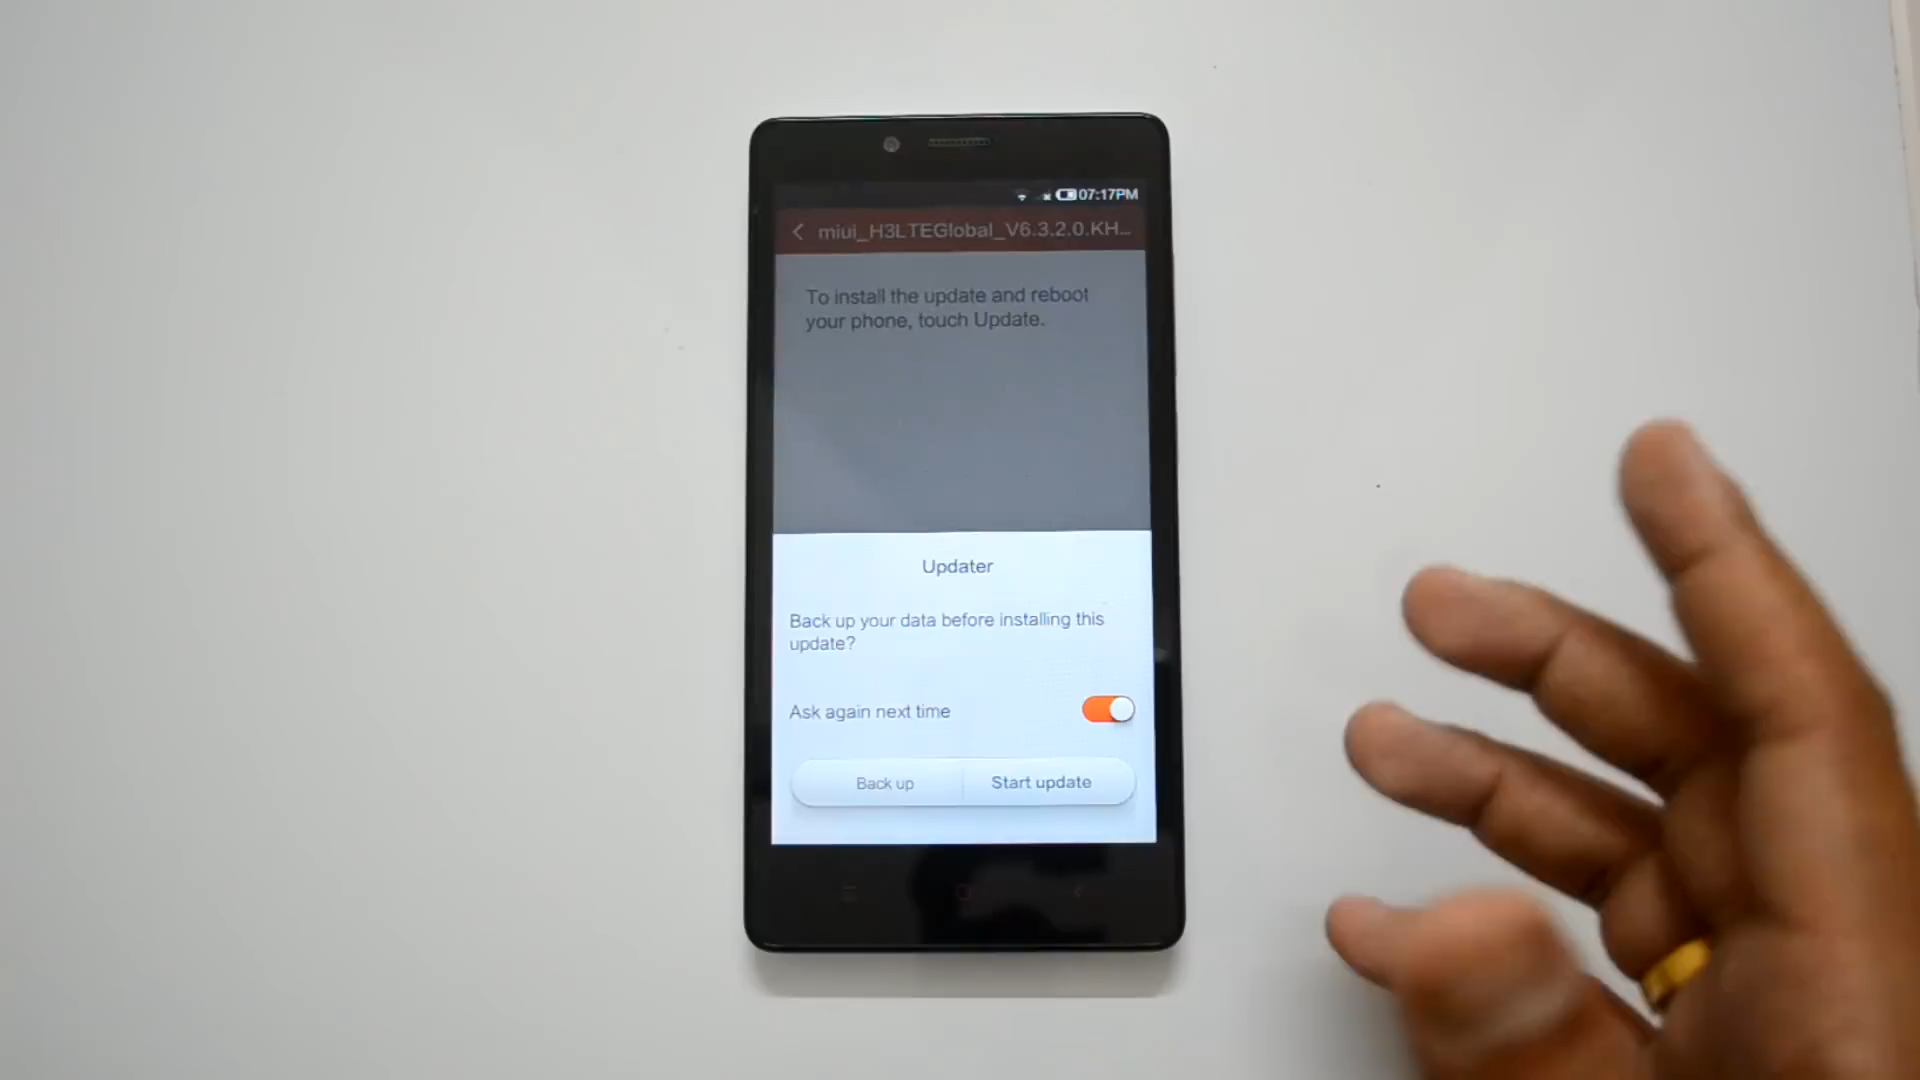 07:17PM
miui_H3LTEGlobal_V6.3.2.0.KH...
To install the update and reboot
your phone, touch Update.
Updater
Back up your data before installing this
update?
Ask again next time
Back up
Start update